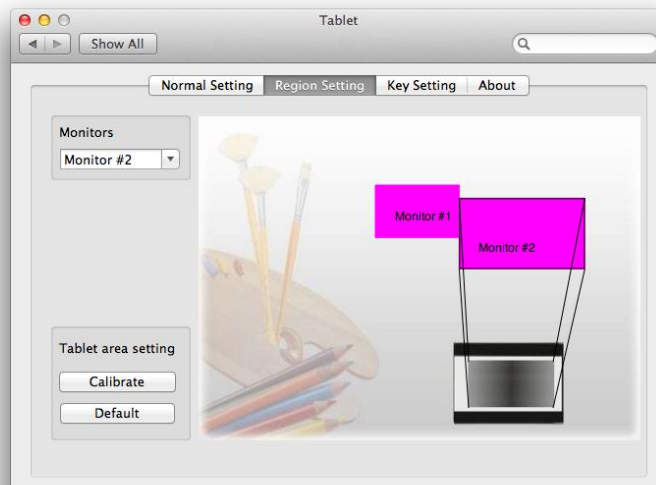 Tablet
Show All
Normal Setting Region Setting Key Setting About
Monitors
Monitor #2
Monitor #1
Monitor #2
Tablet area setting
Calibrate
Default